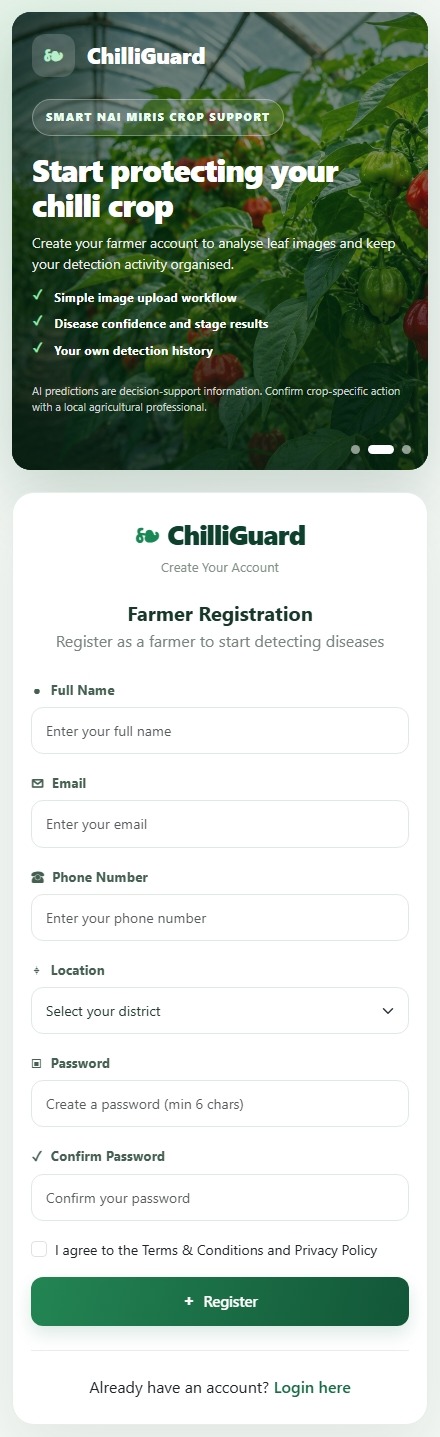 ChilliGuard
SMART NAI MIRIS CROP SUPPORT
Start protecting your
chilli crop
Create your farmer account to analyse leaf images and keep
your detection activity organised.
✓ Simple image upload workflow
✓ Disease confidence and stage results
✓ Your own detection history
AI predictions are decision-support information. Confirm crop-specific action
with a local agricultural professional.
ChilliGuard
Create Your Account
Farmer Registration
Register as a farmer to start detecting diseases
Full Name
Enter your full name
Email
Enter your email
Phone Number
Enter your phone number
Location
Select your district
Password
Create a password (min 6 chars)
✓ Confirm Password
Confirm your password
I agree to the Terms & Conditions and Privacy Policy
+ Register
Already have an account? Login here